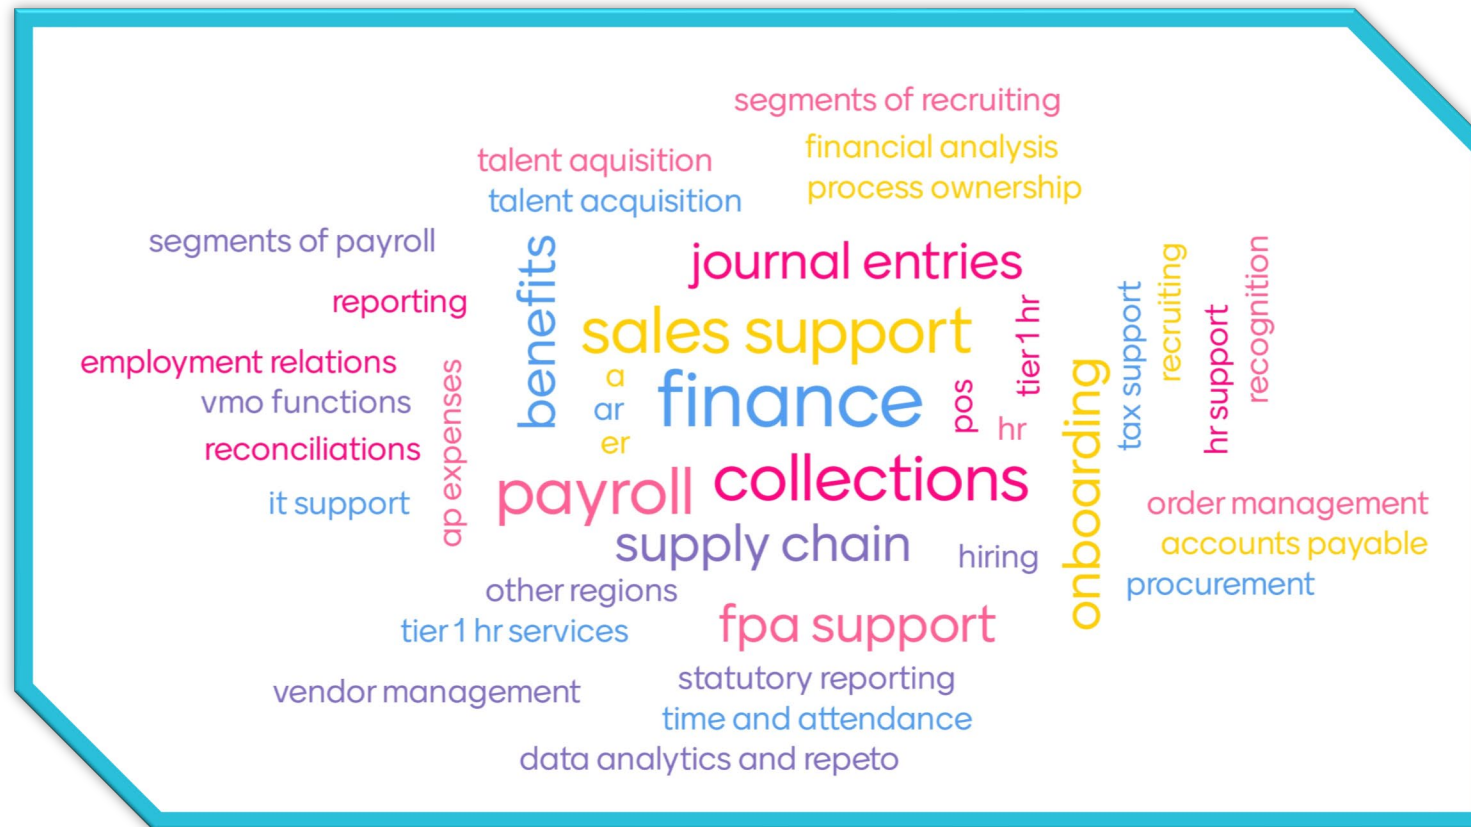 segments of recruiting
financial analysis
talent aquisition
process ownership
talent acquisition
segments of payroll
journal entries
benefits
reporting
sales support
tier 1 hr
tax support
recruiting
hr support
recognition
employment relations
a
finance
pos
vmo functions
ar
hr
ap expenses
er
reconciliations
onboarding
it support
payroll
collections
order management
supply chain
hiring
accounts payable
other regions
procurement
tier 1 hr services
fpa support
vendor management
statutory reporting
time and attendance
data analytics and repeto